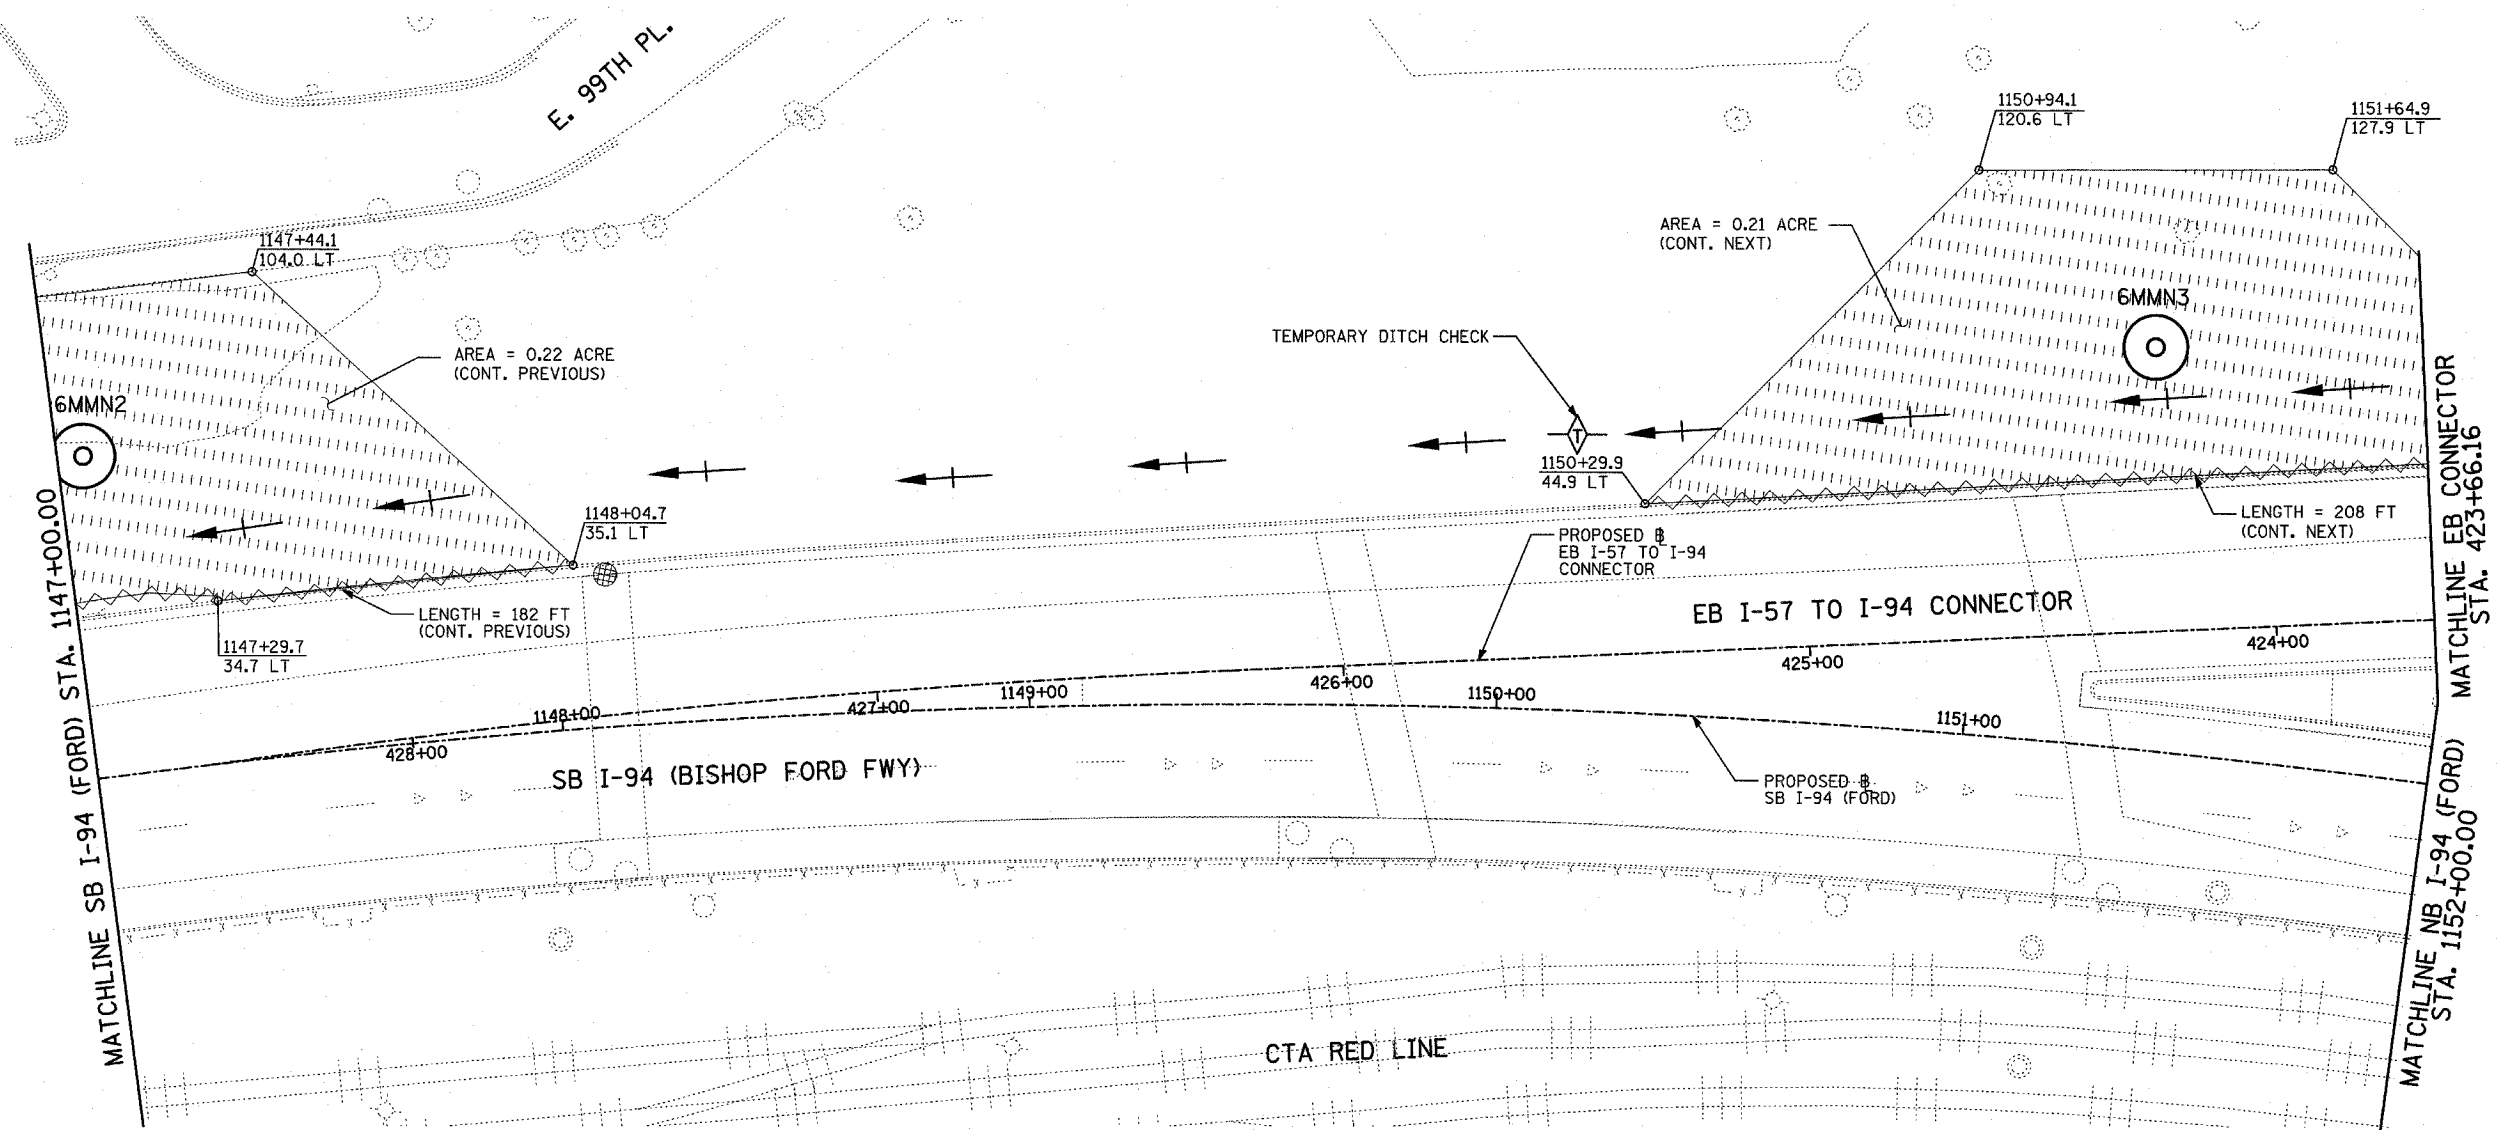 E. 99TH PL.
1150+94.1
120.6 LT
1151+64.9
127.9 LT
1147+44.1
104.0 LT
AREA = 0.21 ACRE
(CONT. NEXT)
6MMN3
TEMPORARY DITCH CHECK
AREA = 0.22 ACRE
(CONT. PREVIOUS)
6MMN2
T
1150+29.9
44.9 LT
1148+04.7
35.1 LT
LENGTH = 208 FT
(CONT. NEXT)
PROPOSED B
EB I-57 TO I-94
CONNECTOR
LENGTH = 182 FT
(CONT. PREVIOUS)
1147+29.7
34.7 LT
EB I-57 TO I-94 CONNECTOR
424+00
425+00
426+00
427+00
428+00
1148+00
1149+00
1150+00
1151+00
SB I-94 (BISHOP FORD FWY)
PROPOSED B
SB I-94 (FORD)
CTA RED LINE
MATCHLINE SB I-94 (FORD) STA. 1147+00.00
MATCHLINE EB CONNECTOR
STA. 423+66.16
MATCHLINE NB I-94 (FORD)
STA. 1152+00.00